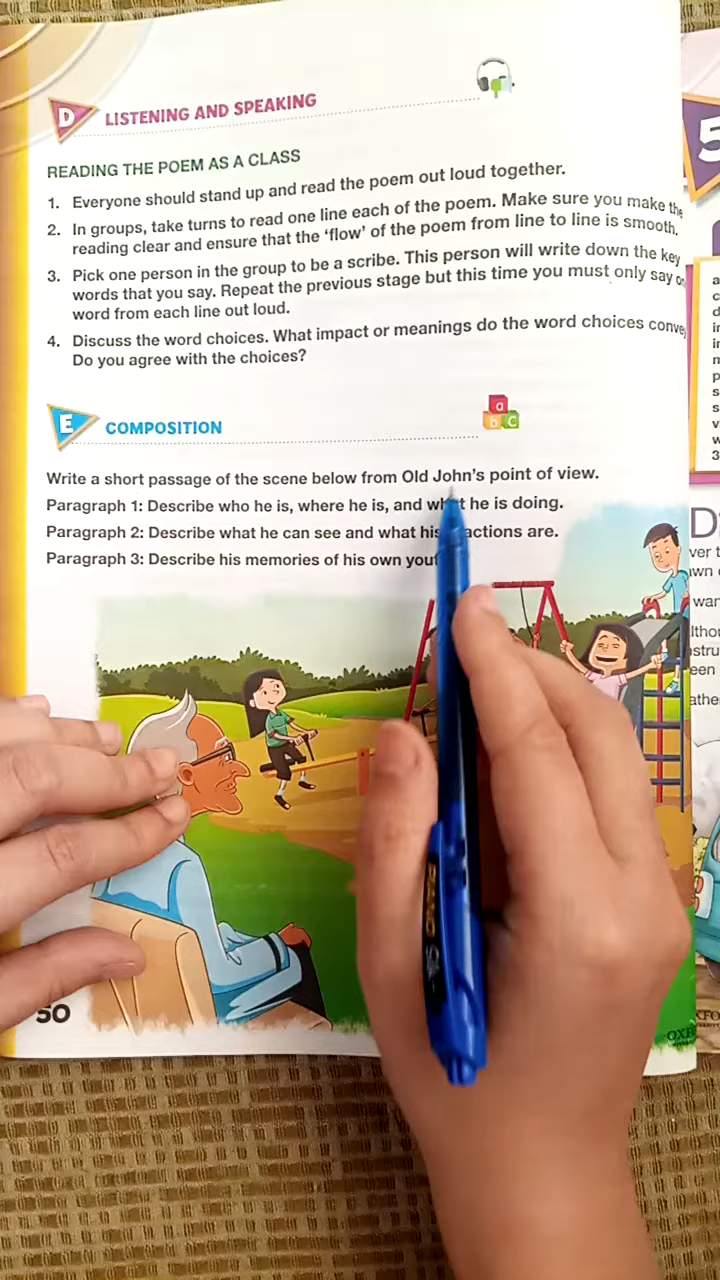 D LISTENING AND SPEAKING
READING THE POEM AS A CLASS
1. Everyone should stand up and read the poem out loud together.
2. In groups, take turns to read one line each of the poem. Make sure you make the
reading clear and ensure that the ‘flow’ of the poem from line to line is smooth.
3. Pick one person in the group to be a scribe. This person will write down the key
words that you say. Repeat the previous stage but this time you must only say
word from each line out loud.
4. Discuss the word choices. What impact or meanings do the word choices
Do you agree with the choices?
E COMPOSITION
a
b c
Write a short passage of the scene below from Old John’s point of view.
Paragraph 1: Describe who he is, where he is, and he is doing.
Paragraph 2: Describe what he can see and what his are.
Paragraph 3: Describe his memories of his own
50
5